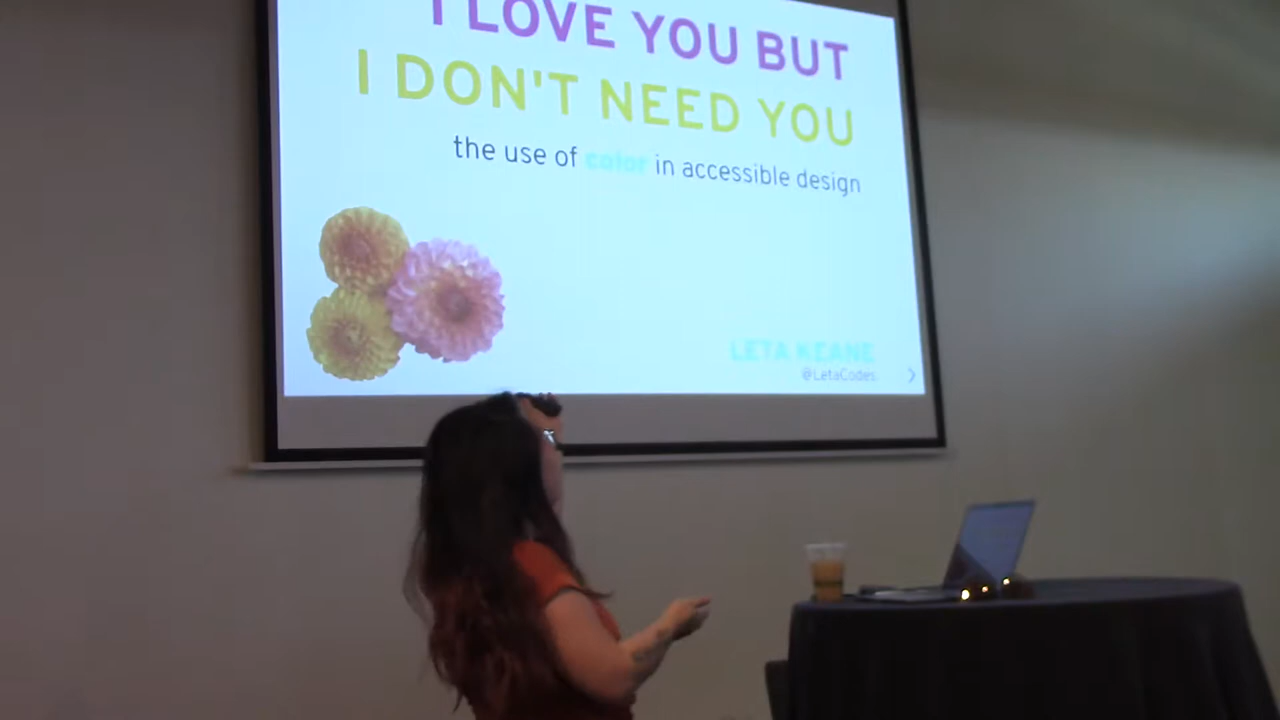 I LOVE YOU BUT
I DON'T NEED YOU
the use of color in accessible design
LETA KEANE
@LetaCodes